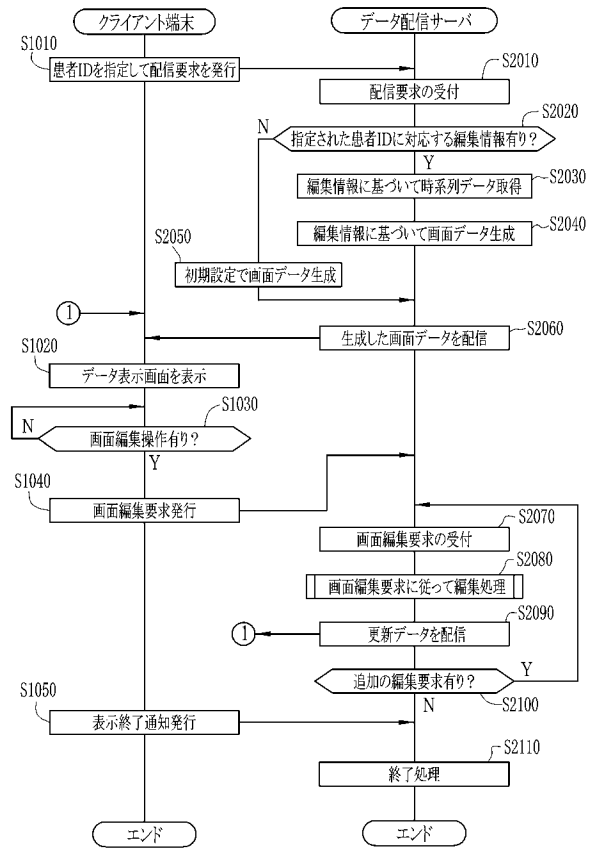 クライアント端末
データ配信サーバ
S1010
患者IDを指定して配信要求を発行
S2010
配信要求の受付
S2020
N
指定された患者IDに対応する編集情報有り?
Y
S2030
編集情報に基づいて時系列データ取得
S2040
編集情報に基づいて画面データ生成
S2050
初期設定で画面データ生成
1
S2060
生成した画面データを配信
S1020
データ表示画面を表示
S1030
N
画面編集操作有り?
Y
S1040
画面編集要求発行
S2070
画面編集要求の受付
S2080
画面編集要求に従って編集処理
S2090
1
更新データを配信
追加の編集要求有り?
Y
S2100
N
S1050
表示終了通知発行
S2110
終了処理
エンド
エンド